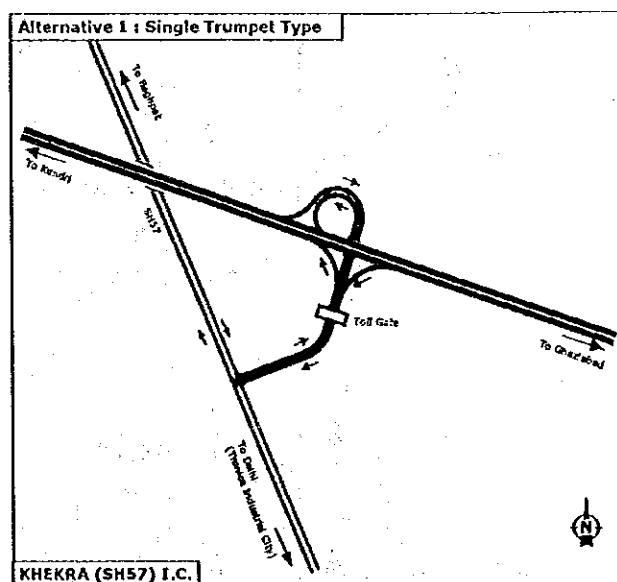 Alternative 1 : Single Trumpet Type
To Baghpat
To Kundli
SH57
Toll Gate
To Ghaziabad
To Delhi
(Thronica Industrial City)
N
KHEKRA (SH57) I.C.